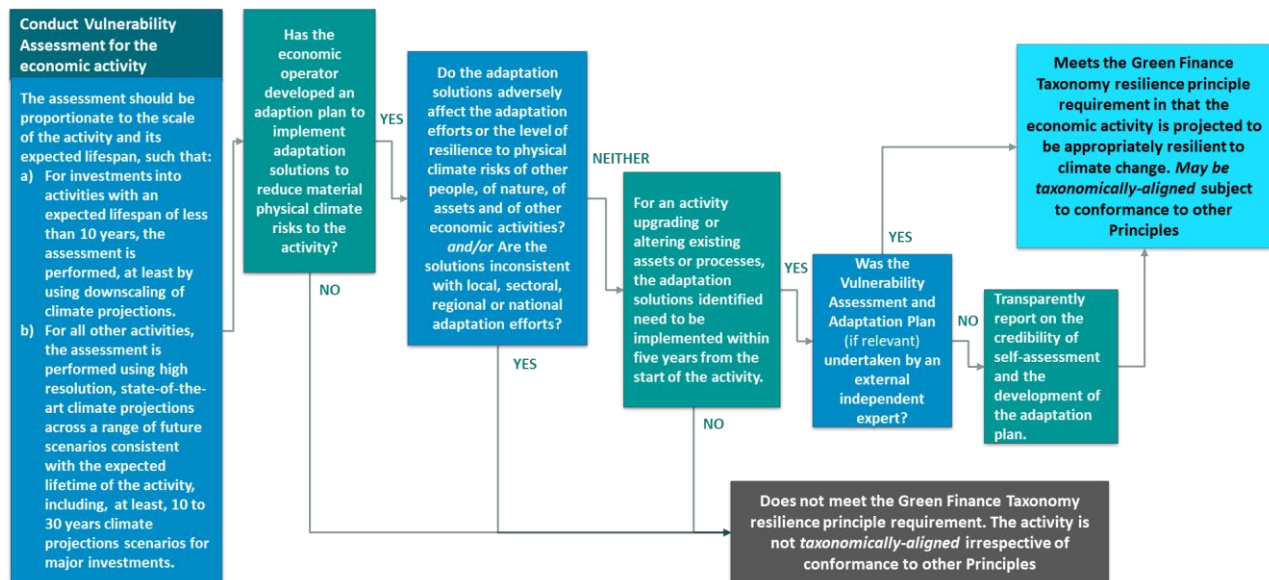 Conduct Vulnerability
Assessment for the
economic activity
The assessment should be
proportionate to the scale
of the activity and its
expected lifespan, such that:
a) For investments into
activities with an
expected lifespan of less
than 10 years, the
assessment is
performed, at least by
using downscaling of
climate projections.
b) For all other activities,
the assessment is
performed using high
resolution, state-of-the-
art climate projections
across a range of future
scenarios consistent
with the expected
lifetime of the activity,
including, at least, 10 to
30 years climate
projections scenarios for
major investments.
Has the
economic
operator
developed an
adaption plan to
implement
adaptation
solutions to
reduce material
physical climate
risks to the
activity?
YES
NO
Do the adaptation
solutions adversely
affect the adaptation
efforts or the level of
resilience to physical
climate risks of other
people, of nature, of
assets and of other
economic activities?
and/or Are the
solutions inconsistent
with local, sectoral,
regional or national
adaptation efforts?
NEITHER
YES
For an activity
upgrading or
altering existing
assets or processes,
the adaptation
solutions identified
need to be
implemented within
five years from the
start of the activity.
YES
NO
Was the
Vulnerability
Assessment and
Adaptation Plan
(if relevant)
undertaken by an
external
independent
expert?
YES
NO
Transparently
report on the
credibility of
self-assessment
and the
development of
the adaptation
plan.
Meets the Green Finance
Taxonomy resilience principle
requirement in that the
economic activity is projected to
be appropriately resilient to
climate change. May be
taxonomically-aligned subject
to conformance to other
Principles
Does not meet the Green Finance Taxonomy
resilience principle requirement. The activity is
not taxonomically-aligned irrespective of
conformance to other Principles